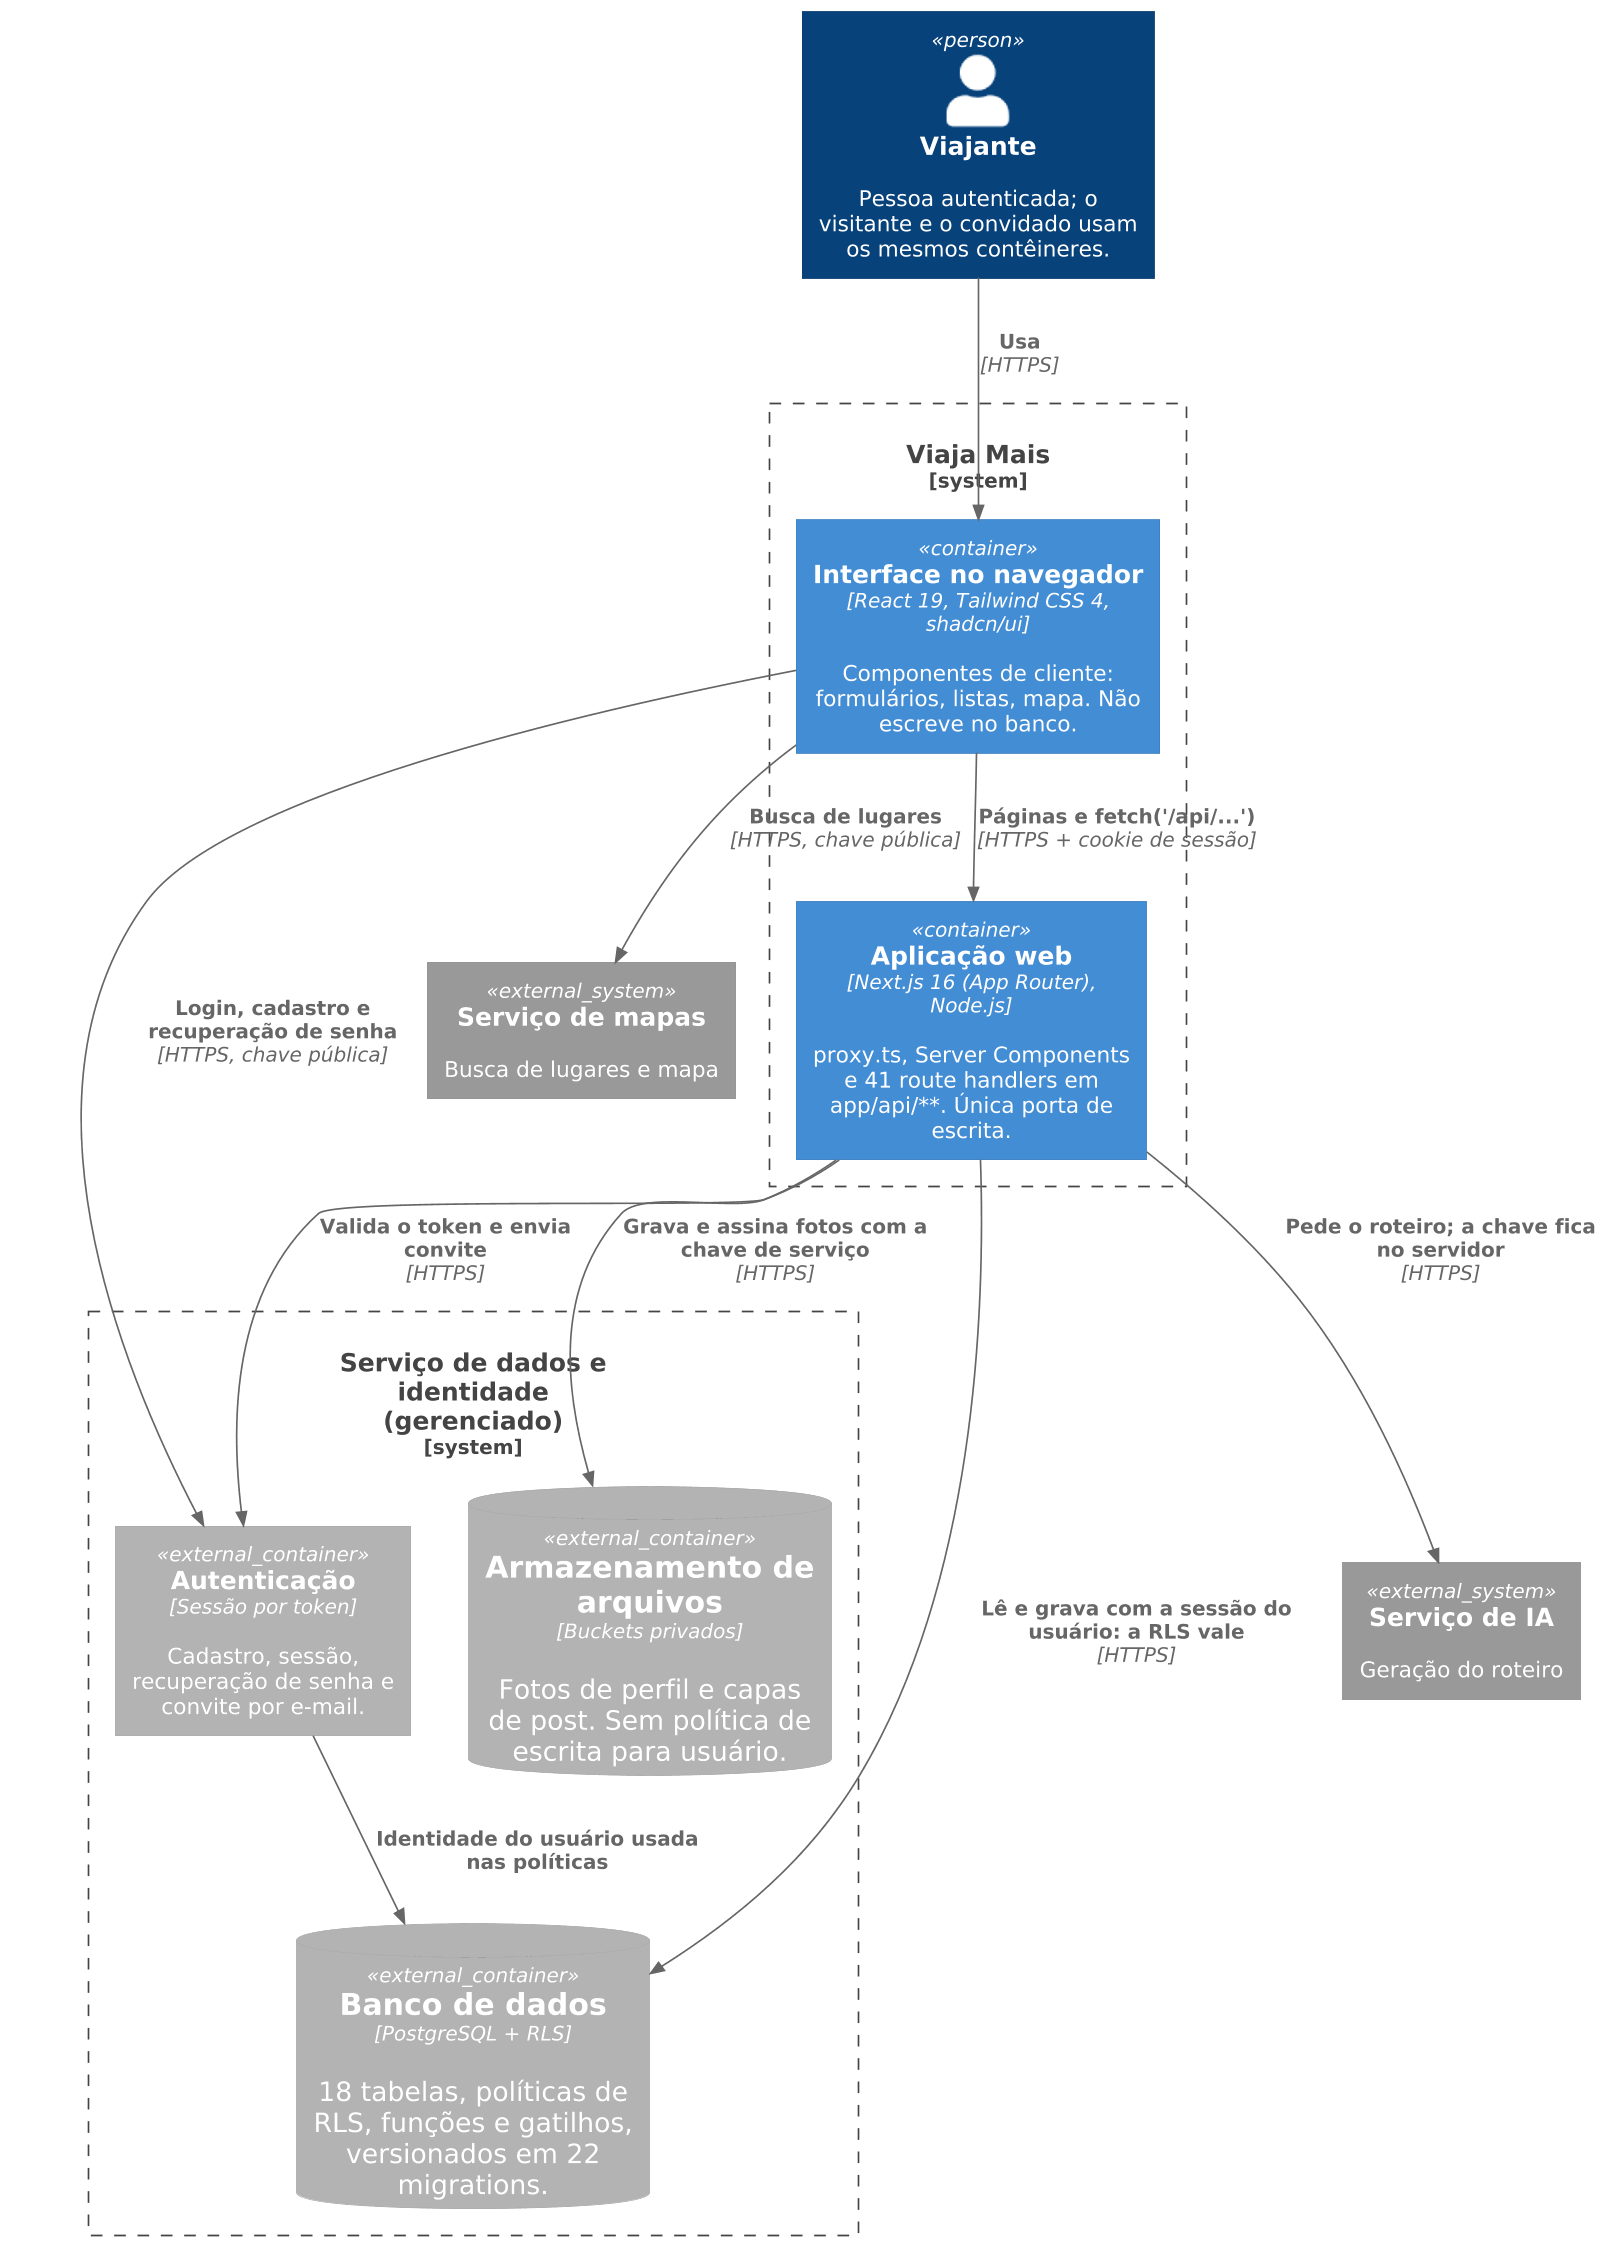 «person»
Viajante
Pessoa autenticada; o
visitante e o convidado usam
os mesmos contêineres.
Usa
[HTTPS]
Viaja Mais
[system]
«container»
Interface no navegador
[React 19, Tailwind CSS 4,
shadcn/ui]
Componentes de cliente:
formulários, listas, mapa. Não
escreve no banco.
Busca de lugares
[HTTPS, chave pública]
Páginas e fetch('/api/...')
[HTTPS + cookie de sessão]
«container»
Aplicação web
[Next.js 16 (App Router),
Node.js]
proxy.ts, Server Components
e 41 route handlers em
app/api/**. Única porta de
escrita.
«external_system»
Serviço de mapas
Busca de lugares e mapa
Login, cadastro e
recuperação de senha
[HTTPS, chave pública]
Valida o token e envia
convite
[HTTPS]
Grava e assina fotos com a
chave de serviço
[HTTPS]
Pede o roteiro; a chave fica
no servidor
[HTTPS]
Serviço de dados e
identidade
(gerenciado)
[system]
«external_container»
Autenticação
[Sessão por token]
Cadastro, sessão,
recuperação de senha e
convite por e-mail.
«external_container»
Armazenamento de
arquivos
[Buckets privados]
Fotos de perfil e capas
de post. Sem política de
escrita para usuário.
Lê e grava com a sessão do
usuário: a RLS vale
[HTTPS]
«external_system»
Serviço de IA
Geração do roteiro
Identidade do usuário usada
nas políticas
«external_container»
Banco de dados
[PostgreSQL + RLS]
18 tabelas, políticas de
RLS, funções e gatilhos,
versionados em 22
migrations.